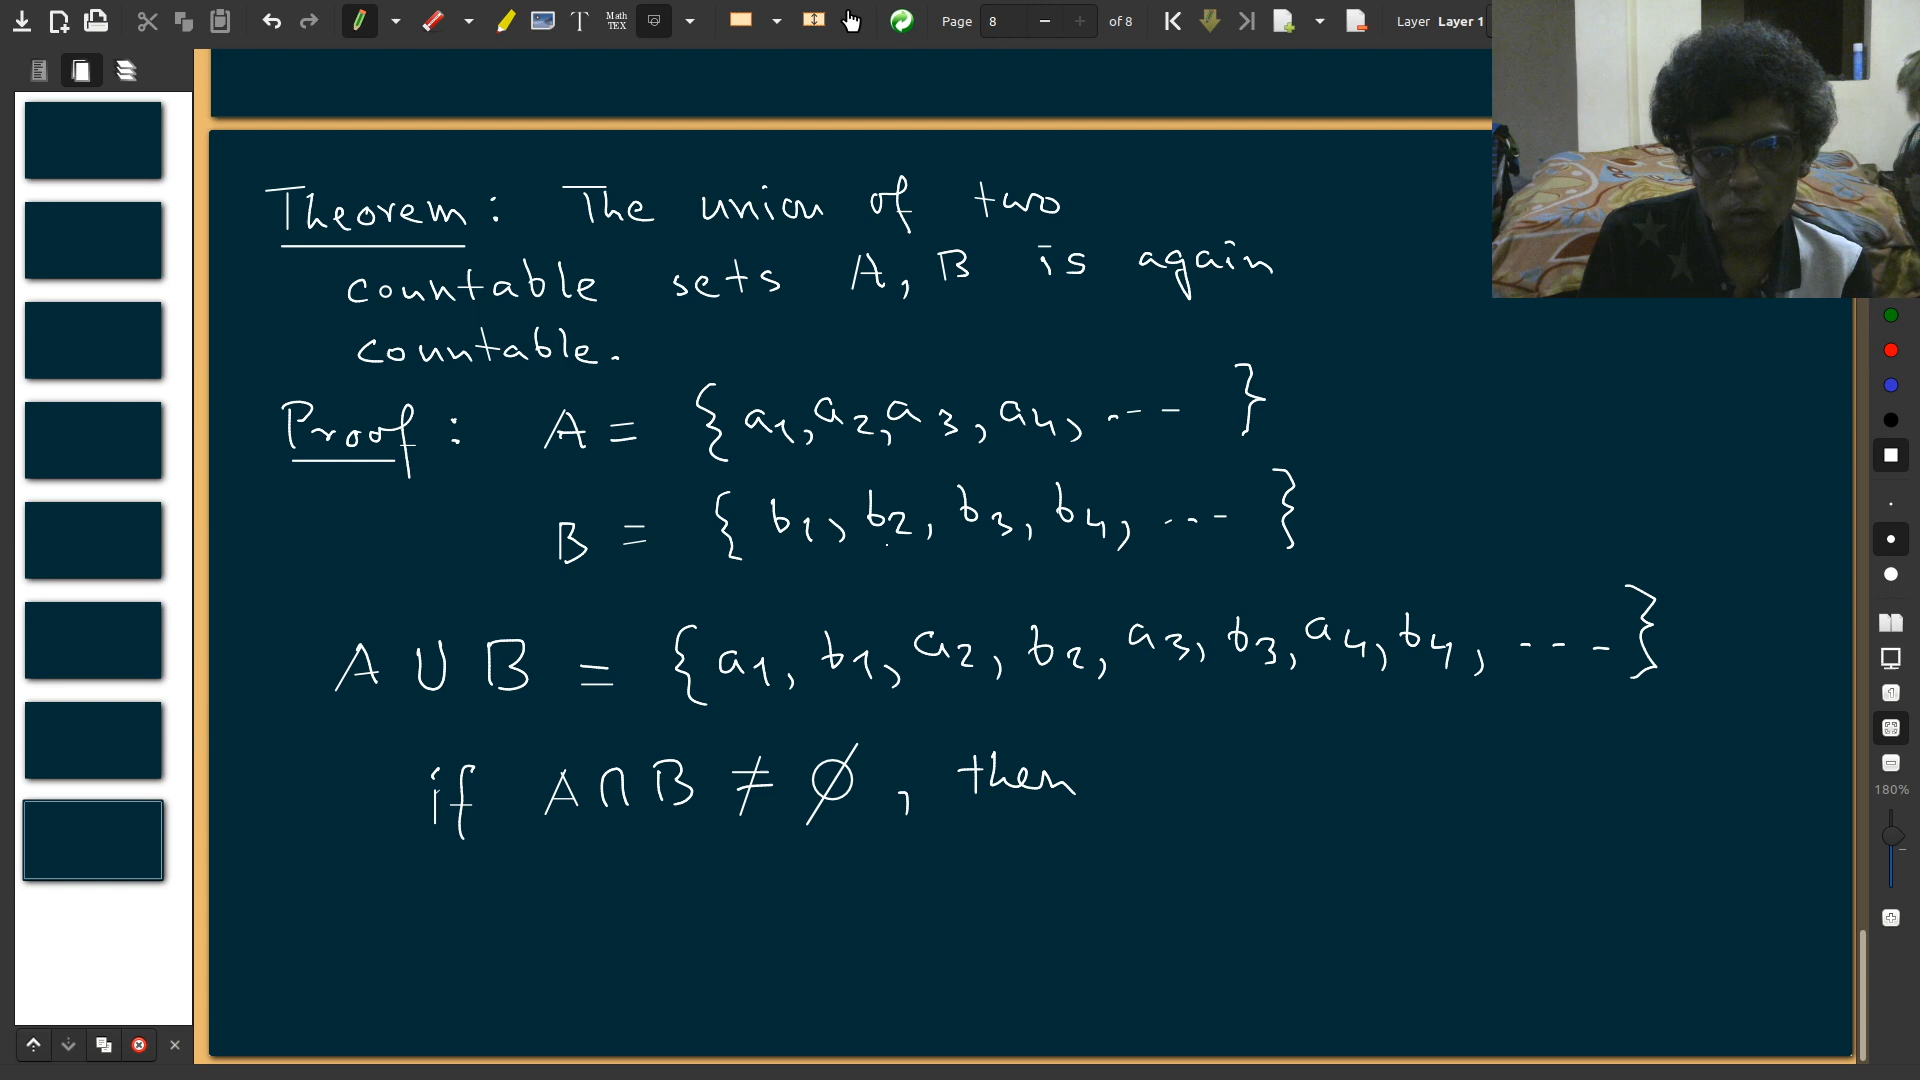 Page 8 of 8 Layer Layer 1
Math TEX
Theorem: The union of two
countable sets A, B is again
countable.
Proof: A = {a1, a2, a3, a4, ... }
B = { b1, b2, b3, b4, ... }
A ∪ B = {a1, b1, a2, b2, a3, b3, a4, b4, ... }
if A ∩ B ≠ ∅, then
180%